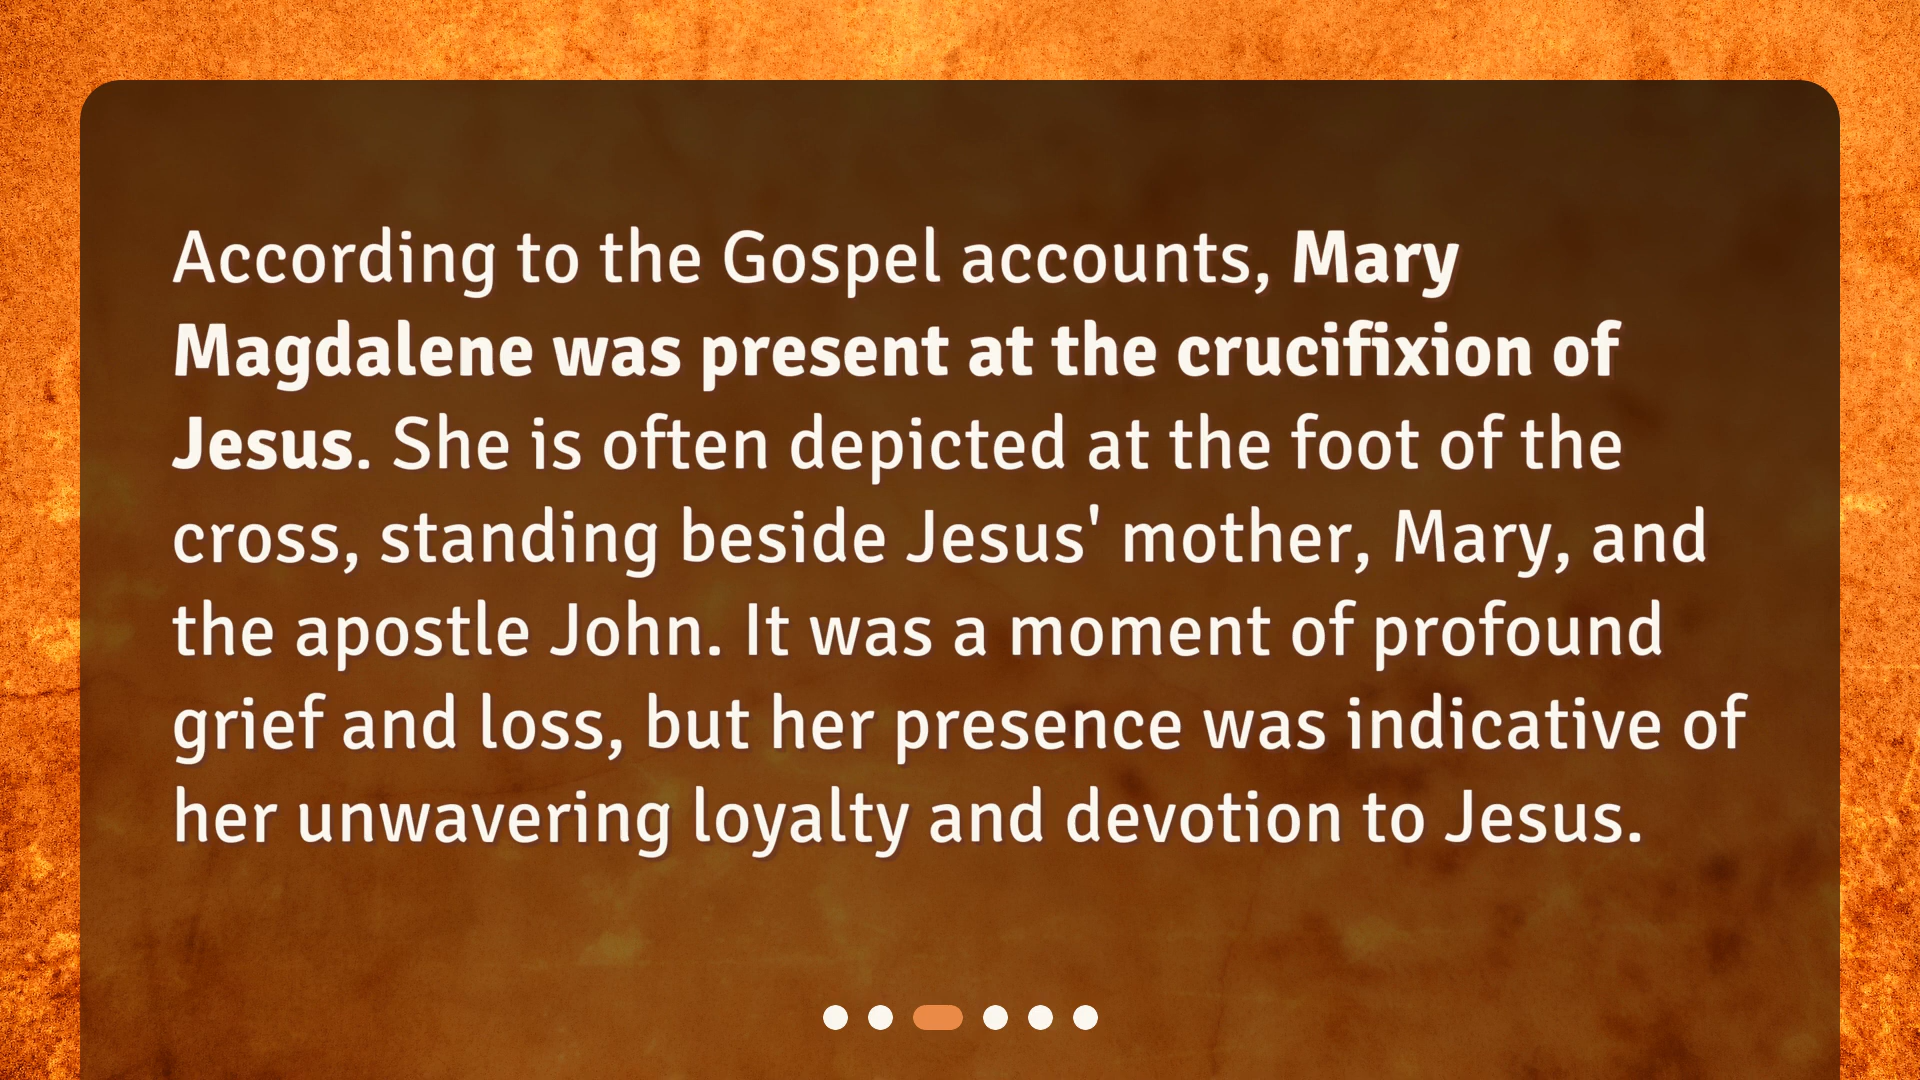 According to the Gospel accounts, Mary
Magdalene was present at the crucifixion of
Jesus. She is often depicted at the foot of the
cross, standing beside Jesus' mother, Mary, and
the apostle John. It was a moment of profound
grief and loss, but her presence was indicative of
her unwavering loyalty and devotion to Jesus.